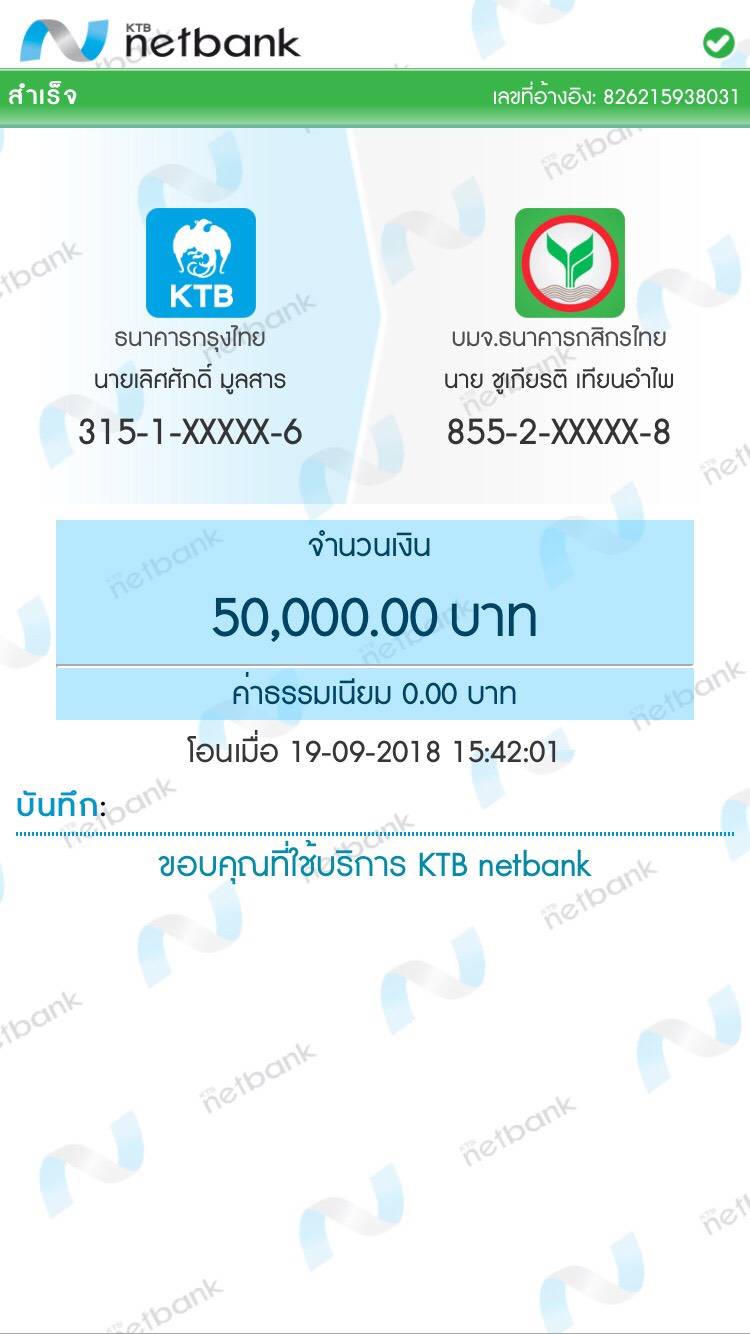 KTB
netbank
สำเร็จ
เลขที่อ้างอิง: 826215938031
KTB
ธนาคารกรุงไทย
นายเลิศศักดิ์ มูลสาร
315-1-XXXXX-6
บมจ.ธนาคารกสิกรไทย
นาย ชูเกียรติ เทียนอำไพ
855-2-XXXXX-8
จำนวนเงิน
50,000.00 บาท
ค่าธรรมเนียม 0.00 บาท
โอนเมื่อ 19-09-2018 15:42:01
บันทึก:
ขอบคุณที่ใช้บริการ KTB netbank